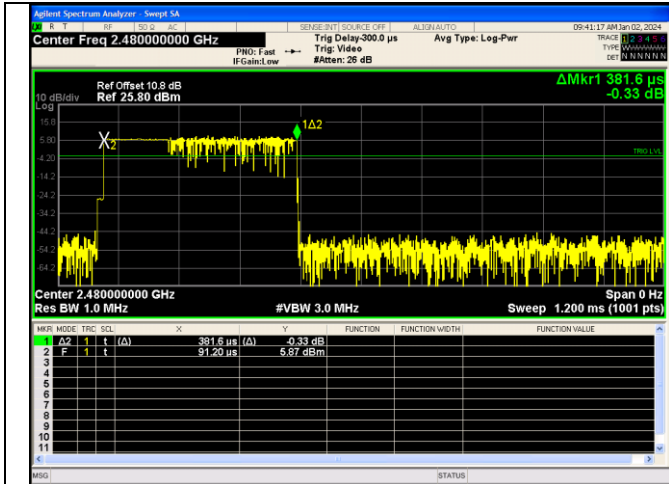 Agilent Spectrum Analyzer - Swept SA
R T RF 50 Ω AC SENSE:INT SOURCE OFF ALIGN AUTO 09:41:17 AM Jan 02, 2024
Center Freq 2.480000000 GHz Trig Delay-300.0 µs Avg Type: Log-Pwr TRACE 1 2 3 4 5 6
PNO: Fast Trig: Video TYPE WWWWWW
IFGain:Low #Atten: 26 dB DET N N N N N N
Ref Offset 10.8 dB ΔMkr1 381.6 µs
10 dB/div Ref 25.80 dBm -0.33 dB
Log
15.8
5.80
-4.20
-14.2
-24.2
-34.2
-44.2
-54.2
-64.2
X2
1Δ2
TRIG LVL
Center 2.480000000 GHz Span 0 Hz
Res BW 1.0 MHz #VBW 3.0 MHz Sweep 1.200 ms (1001 pts)
MKR MODE TRC SCL X Y FUNCTION FUNCTION WIDTH FUNCTION VALUE
1 Δ2 1 t (Δ) 381.6 µs (Δ) -0.33 dB
2 F 1 t 91.20 µs 5.87 dBm
3
4
5
6
7
8
9
10
11
MSG STATUS